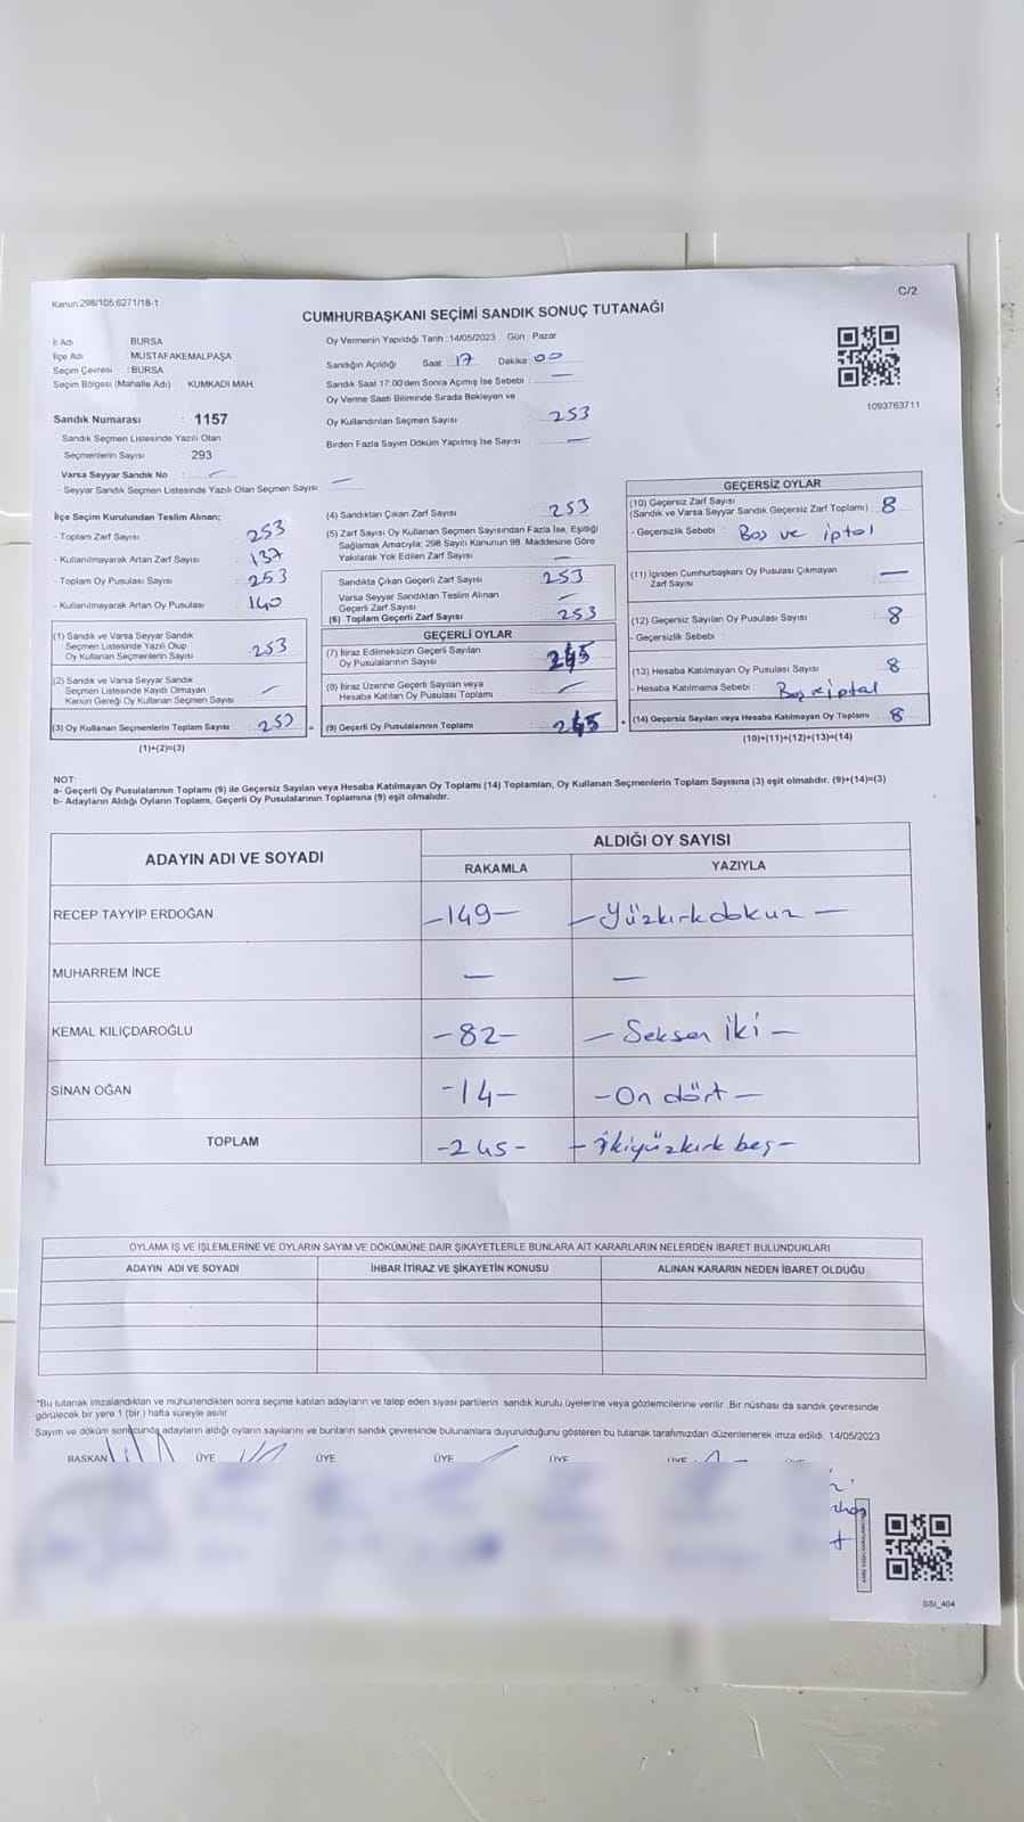 Kanun 298/105;6271/18-1
C/2
CUMHURBAŞKANI SEÇİMİ SANDIK SONUÇ TUTANAĞI
İl Adı : BURSA
İlçe Adı : MUSTAFAKEMALPAŞA
Seçim Çevresi : BURSA
Seçim Bölgesi (Mahalle Adı) KUMKADI MAH.
Sandık Numarası : 1157
Sandık Seçmen Listesinde Yazılı Olan
Seçmenlerin Sayısı 293
Varsa Seyyar Sandık No : —
Seyyar Sandık Seçmen Listesinde Yazılı Olan Seçmen Sayısı —
Oy Vermenin Yapıldığı Tarih :14/05/2023 Gün : Pazar
Sandığın Açıldığı Saat : 17 Dakika : 00
Sandık Saat 17:00'den Sonra Açımış İse Sebebi : —
Oy Verme Saati Bitiminde Sırada Bekleyen ve
Oy Kullandırılan Seçmen Sayısı 253
Birden Fazla Sayım Döküm Yapılmış İse Sayısı —
1093763711
İlçe Seçim Kurulundan Teslim Alınan;
- Toplam Zarf Sayısı 253
- Kullanılmayarak Artan Zarf Sayısı 137
- Toplam Oy Pusulası Sayısı 253
- Kullanılmayarak Artan Oy Pusulası 140
(1) Sandık ve Varsa Seyyar Sandık
Seçmen Listesinde Yazılı Olup
Oy Kullanan Seçmenlerin Sayısı 253
(2) Sandık ve Varsa Seyyar Sandık
Seçmen Listesinde Kayıtlı Olmayan
Kanun Gereği Oy Kullanan Seçmen Sayısı —
(3) Oy Kullanan Seçmenlerin Toplam Sayısı 253
(1)+(2)=(3)
(4) Sandıktan Çıkan Zarf Sayısı 253
(5) Zarf Sayısı Oy Kullanan Seçmen Sayısından Fazla İse, Eşitliği
Sağlamak Amacıyla; 298 Sayılı Kanunun 98. Maddesine Göre
Yakılarak Yok Edilen Zarf Sayısı —
Sandıkta Çıkan Geçerli Zarf Sayısı 253
Varsa Seyyar Sandıktan Teslim Alınan
Geçerli Zarf Sayısı —
(6) Toplam Geçerli Zarf Sayısı 253
GEÇERLİ OYLAR
(7) İtiraz Edilmeksizin Geçerli Sayılan
Oy Pusulalarının Sayısı 245
(8) İtiraz Üzerine Geçerli Sayılan veya
Hesaba Katılan Oy Pusulası Toplamı —
= (9) Geçerli Oy Pusulalarının Toplamı 245
GEÇERSİZ OYLAR
(10) Geçersiz Zarf Sayısı
(Sandık ve Varsa Seyyar Sandık Geçersiz Zarf Toplamı) : 8
- Geçersizlik Sebebi : Boş ve iptal
(11) İçinden Cumhurbaşkanı Oy Pusulası Çıkmayan
Zarf Sayısı —
(12) Geçersiz Sayılan Oy Pusulası Sayısı 8
- Geçersizlik Sebebi
(13) Hesaba Katılmayan Oy Pusulası Sayısı 8
- Hesaba Katılmama Sebebi :
+ (14) Geçersiz Sayılan veya Hesaba Katılmayan Oy Toplamı 8
(10)+(11)+(12)+(13)=(14)
NOT:
a- Geçerli Oy Pusulalarının Toplamı (9) ile Geçersiz Sayılan veya Hesaba Katılmayan Oy Toplamı (14) Toplamları, Oy Kullanan Seçmenlerin Toplam Sayısına (3) eşit olmalıdır. (9)+(14)=(3)
b- Adayların Aldığı Oyların Toplamı, Geçerli Oy Pusulalarının Toplamına (9) eşit olmalıdır.
ADAYIN ADI VE SOYADI
ALDIĞI OY SAYISI
RAKAMLA YAZIYLA
RECEP TAYYİP ERDOĞAN -149- - Yüzkırkdokuz -
MUHARREM İNCE — —
KEMAL KILIÇDAROĞLU -82- - Seksen iki -
SİNAN OĞAN -14- - On dört -
TOPLAM -245- - İkiyüzkırk beş -
OYLAMA İŞ VE İŞLEMLERİNE VE OYLARIN SAYIM VE DÖKÜMÜNE DAİR ŞİKAYETLERLE BUNLARA AİT KARARLARIN NELERDEN İBARET BULUNDUKLARI
ADAYIN ADI VE SOYADI İHBAR İTİRAZ VE ŞİKAYETİN KONUSU ALINAN KARARIN NEDEN İBARET OLDUĞU
*Bu tutanak imzalandıktan ve mühürlendikten sonra seçime katılan adayların ve talep eden siyasi partilerin sandık kurulu üyelerine veya gözlemcilerine verilir. Bir nüshası da sandık çevresinde
görülecek bir yere 1 (bir) hafta süreyle asılır.
Sayım ve döküm sonucunda adayların aldığı oyların sayılarını ve bunların sandık çevresinde bulunanlara duyurulduğunu gösteren bu tutanak tarafımızdan düzenlenerek imza edildi. 14/05/2023
BAŞKAN ÜYE ÜYE ÜYE ÜYE ÜYE
SSI_404